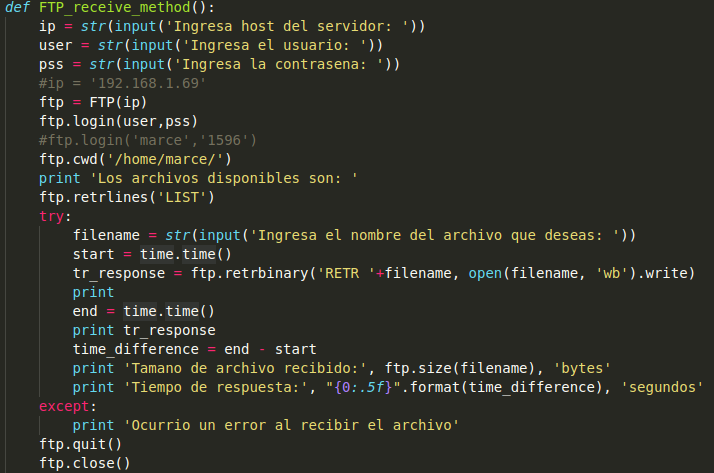 def FTP_receive_method():
    ip = str(input('Ingresa host del servidor: '))
    user = str(input('Ingresa el usuario: '))
    pss = str(input('Ingresa la contrasena: '))
    #ip = '192.168.1.69'
    ftp = FTP(ip)
    ftp.login(user,pss)
    #ftp.login('marce','1596')
    ftp.cwd('/home/marce/')
    print 'Los archivos disponibles son: '
    ftp.retrlines('LIST')
    try:
        filename = str(input('Ingresa el nombre del archivo que deseas: '))
        start = time.time()
        tr_response = ftp.retrbinary('RETR '+filename, open(filename, 'wb').write)
        print
        end = time.time()
        print tr_response
        time_difference = end - start
        print 'Tamano de archivo recibido:', ftp.size(filename), 'bytes'
        print 'Tiempo de respuesta:', "{0:.5f}".format(time_difference), 'segundos'
    except:
        print 'Ocurrio un error al recibir el archivo'
    ftp.quit()
    ftp.close()